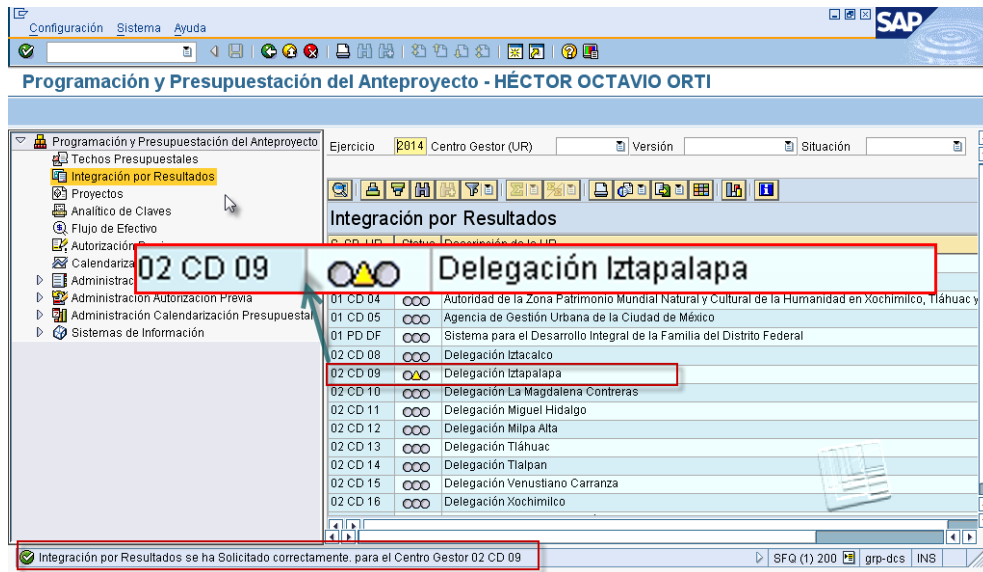 Configuración Sistema Ayuda
SAP
Programación y Presupuestación del Anteproyecto - HÉCTOR OCTAVIO ORTI
Programación y Presupuestación del Anteproyecto
Techos Presupuestales
Integración por Resultados
Proyectos
Analítico de Claves
Flujo de Efectivo
Autorización
Calendariza
Administrac
Administración Autorización Previa
Administración Calendarización Presupuestal
Sistemas de Información
Ejercicio 2014 Centro Gestor (UR) Versión Situación
Integración por Resultados
Status Descripción de la UR
02 CD 09 Delegación Iztapalapa
01 CD 04 Autoridad de la Zona Patrimonio Mundial Natural y Cultural de la Humanidad en Xochimilco, Tláhuac y
01 CD 05 Agencia de Gestión Urbana de la Ciudad de México
01 PD DF Sistema para el Desarrollo Integral de la Familia del Distrito Federal
02 CD 08 Delegación Iztacalco
02 CD 09 Delegación Iztapalapa
02 CD 10 Delegación La Magdalena Contreras
02 CD 11 Delegación Miguel Hidalgo
02 CD 12 Delegación Milpa Alta
02 CD 13 Delegación Tláhuac
02 CD 14 Delegación Tlalpan
02 CD 15 Delegación Venustiano Carranza
02 CD 16 Delegación Xochimilco
Integración por Resultados se ha Solicitado correctamente. para el Centro Gestor 02 CD 09
SFQ (1) 200 grp-dcs INS